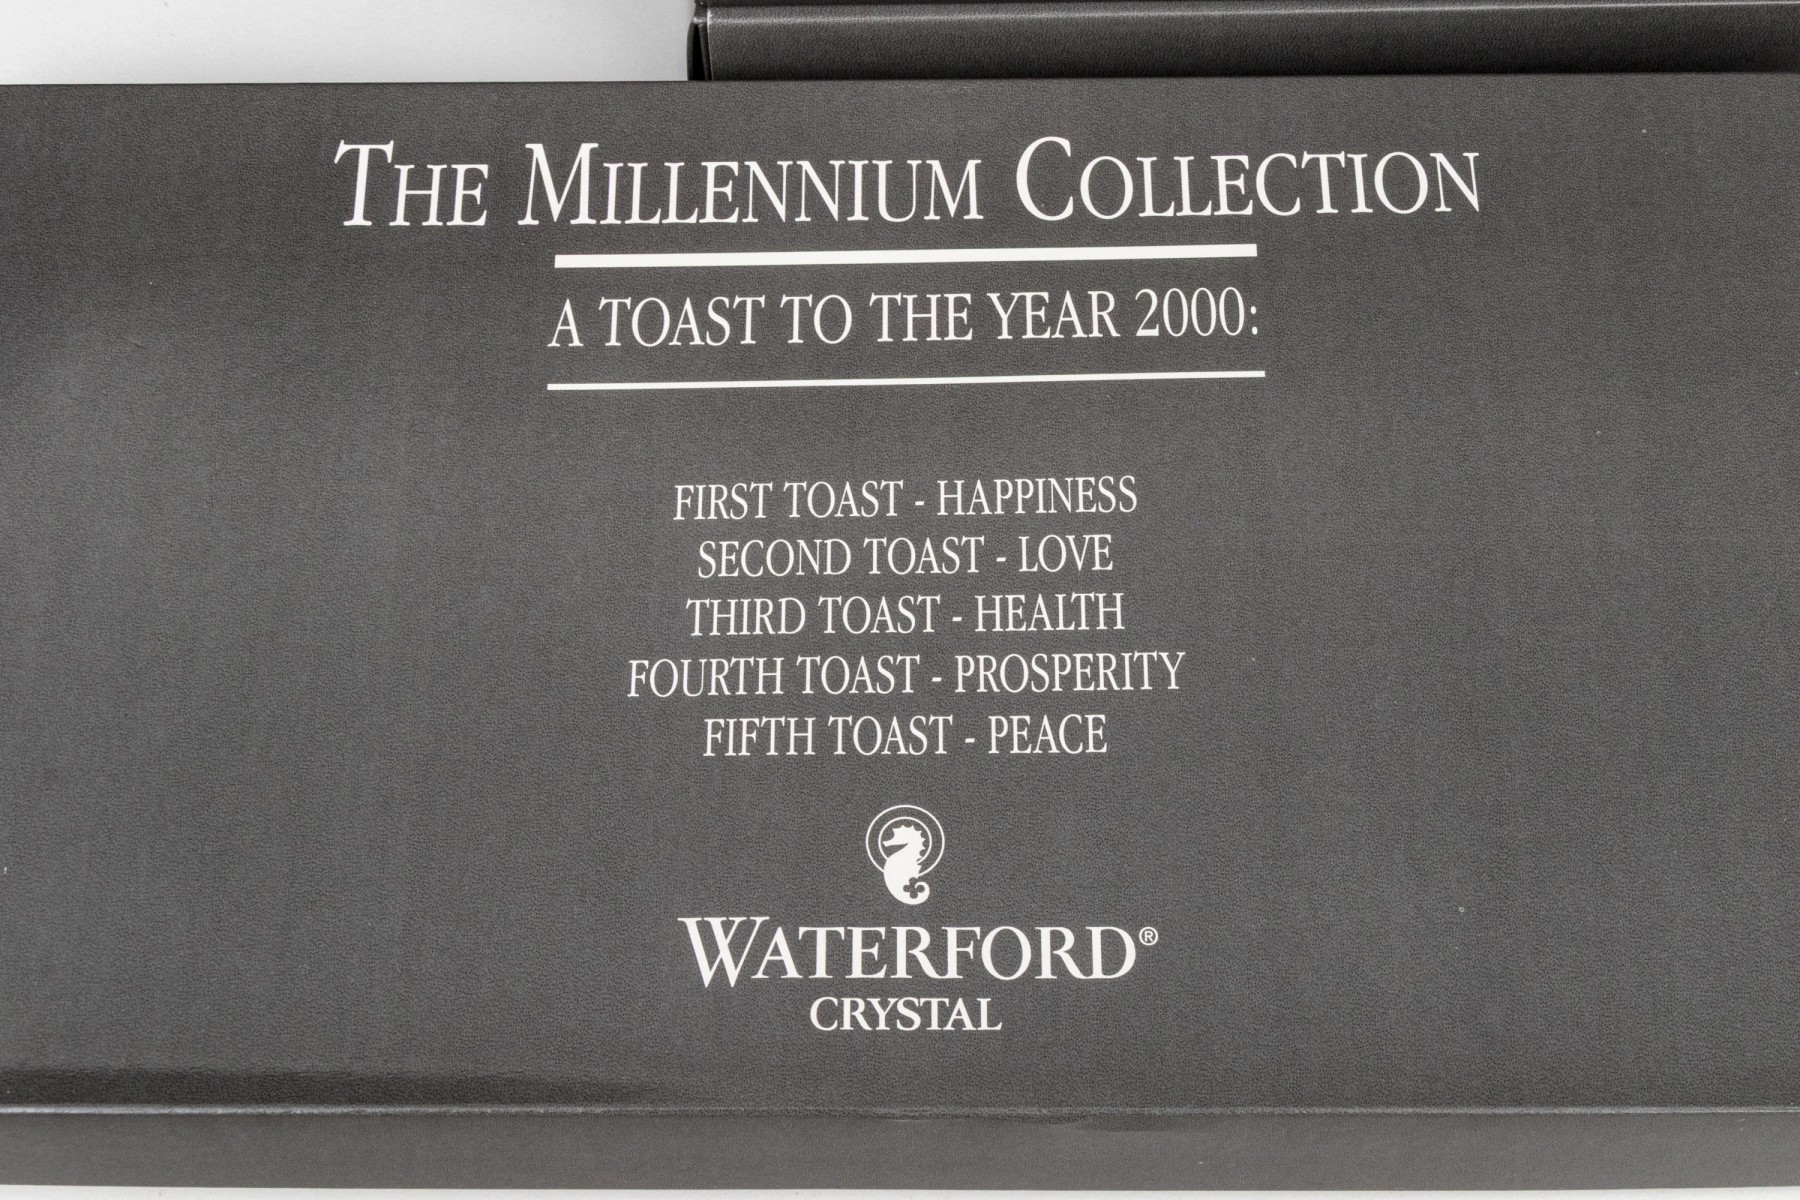 THE MILLENNIUM COLLECTION
A TOAST TO THE YEAR 2000:
FIRST TOAST - HAPPINESS
SECOND TOAST - LOVE
THIRD TOAST - HEALTH
FOURTH TOAST - PROSPERITY
FIFTH TOAST - PEACE
WATERFORD®
CRYSTAL